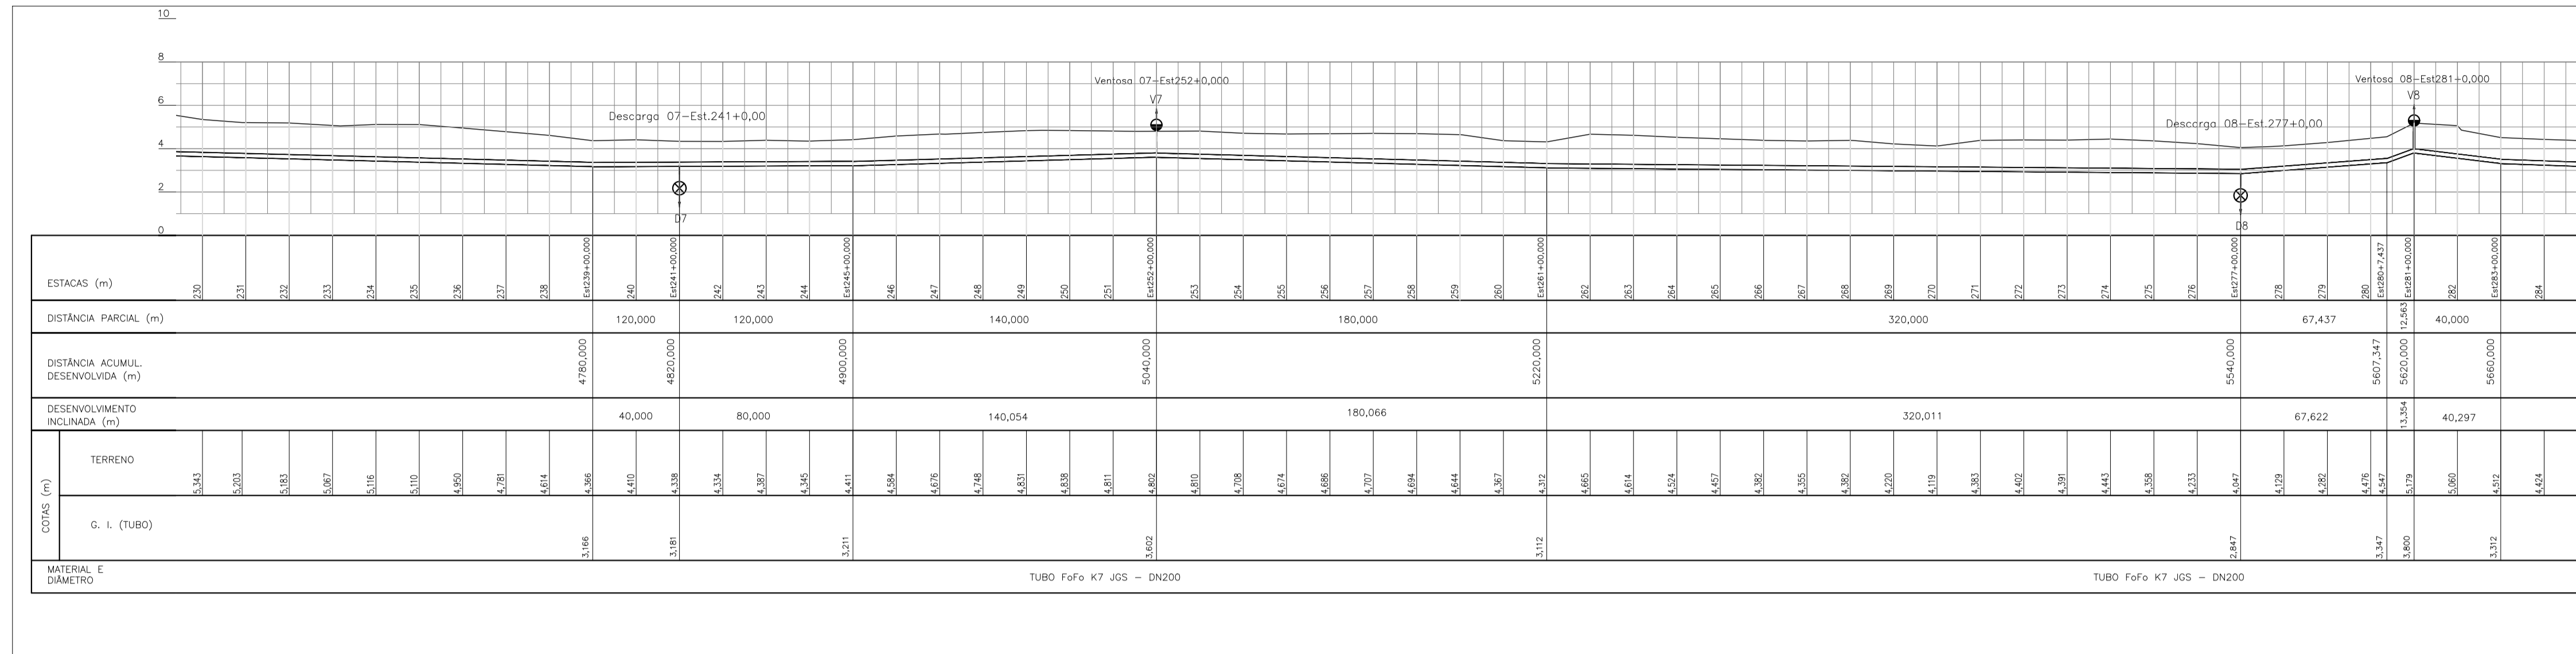 10
8
6
4
2
0
Descarga 07-Est.241+0,00
D7
Ventosa 07-Est252+0,000
V7
Descarga 08-Est.277+0,00
D8
Ventosa 08-Est281+0,000
V8
ESTACAS (m)
230 231 232 233 234 235 236 237 238 Est239+00,000 240 Est241+00,000 242 243 244 Est245+00,000 246 247 248 249 250 251 Est252+00,000 253 254 255 256 257 258 259 260 Est261+00,000 262 263 264 265 266 267 268 269 270 271 272 273 274 275 276 Est277+00,000 278 279 280 Est280+7,437 Est281+00,000 282 Est283+00,000 284
DISTÂNCIA PARCIAL (m)
120,000 120,000 140,000 180,000 320,000 67,437 12,563 40,000
DISTÂNCIA ACUMUL.
DESENVOLVIDA (m)
4780,000 4820,000 4900,000 5040,000 5220,000 5540,000 5607,347 5620,000 5660,000
DESENVOLVIMENTO
INCLINADA (m)
40,000 80,000 140,054 180,066 320,011 67,622 13,354 40,297
COTAS (m)
TERRENO
5,343 5,203 5,183 5,067 5,116 5,110 4,950 4,781 4,614 4,366 4,410 4,338 4,334 4,387 4,345 4,411 4,584 4,676 4,748 4,831 4,838 4,811 4,802 4,810 4,708 4,674 4,686 4,707 4,694 4,644 4,367 4,312 4,665 4,614 4,524 4,457 4,382 4,355 4,382 4,220 4,119 4,383 4,402 4,391 4,443 4,358 4,233 4,047 4,129 4,282 4,476 4,547 5,179 5,060 4,512 4,424
G. I. (TUBO)
3,166 3,181 3,211 3,602 3,112 2,847 3,347 3,800 3,312
MATERIAL E
DIÂMETRO
TUBO FoFo K7 JGS - DN200
TUBO FoFo K7 JGS - DN200